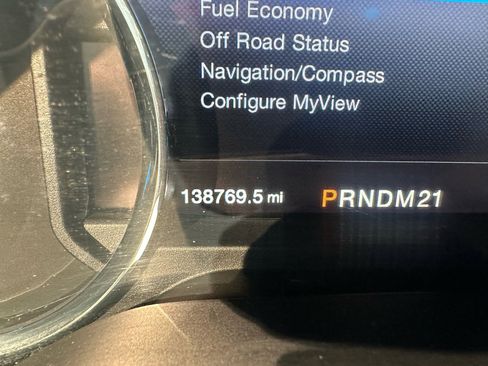 Fuel Economy
Off Road Status
Navigation/Compass
Configure MyView
138769.5 mi PRNDM21